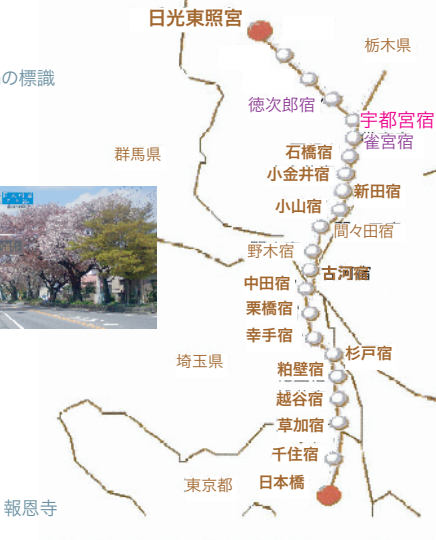 日光東照宮
栃木県
の標識
徳次郎宿
宇都宮宿
雀宮宿
石橋宿
群馬県
小金井宿
新田宿
小山宿
間々田宿
野木宿
古河宿
中田宿
栗橋宿
幸手宿
杉戸宿
埼玉県
粕壁宿
越谷宿
草加宿
千住宿
日本橋
東京都
報恩寺